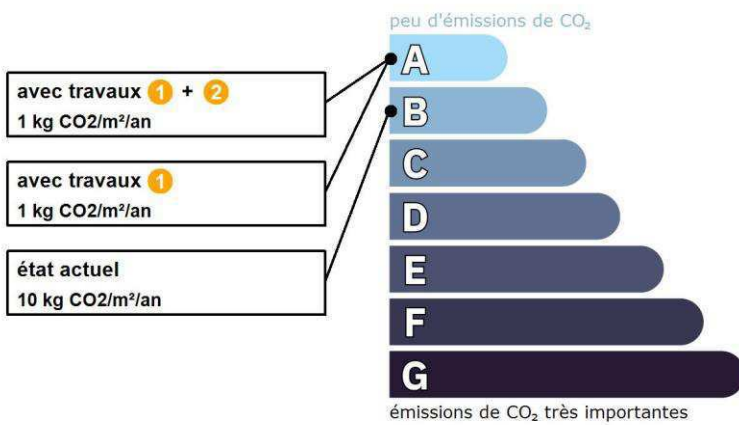 peu d'émissions de CO₂
A
avec travaux 1 + 2
1 kg CO2/m²/an
B
C
avec travaux 1
1 kg CO2/m²/an
D
état actuel
10 kg CO2/m²/an
E
F
G
émissions de CO₂ très importantes